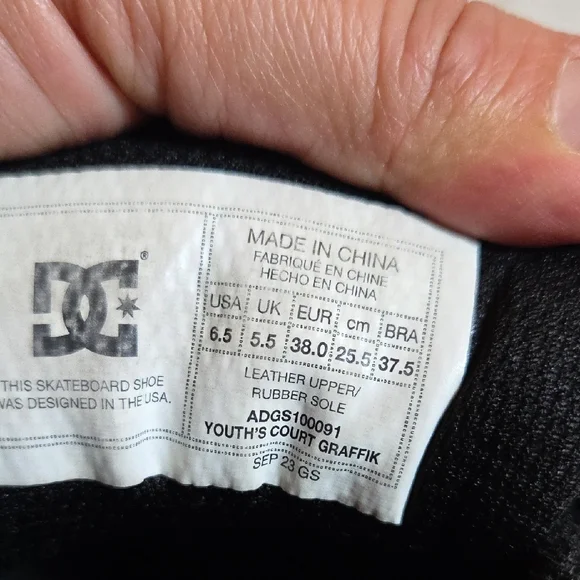 DC®
THIS SKATEBOARD SHOE
WAS DESIGNED IN THE USA.
MADE IN CHINA
FABRIQUÉ EN CHINE
HECHO EN CHINA
USA UK EUR cm BRA
6.5 5.5 38.0 25.5 37.5
LEATHER UPPER/
RUBBER SOLE
ADGS100091
YOUTH'S COURT GRAFFIK
SEP 23 GS